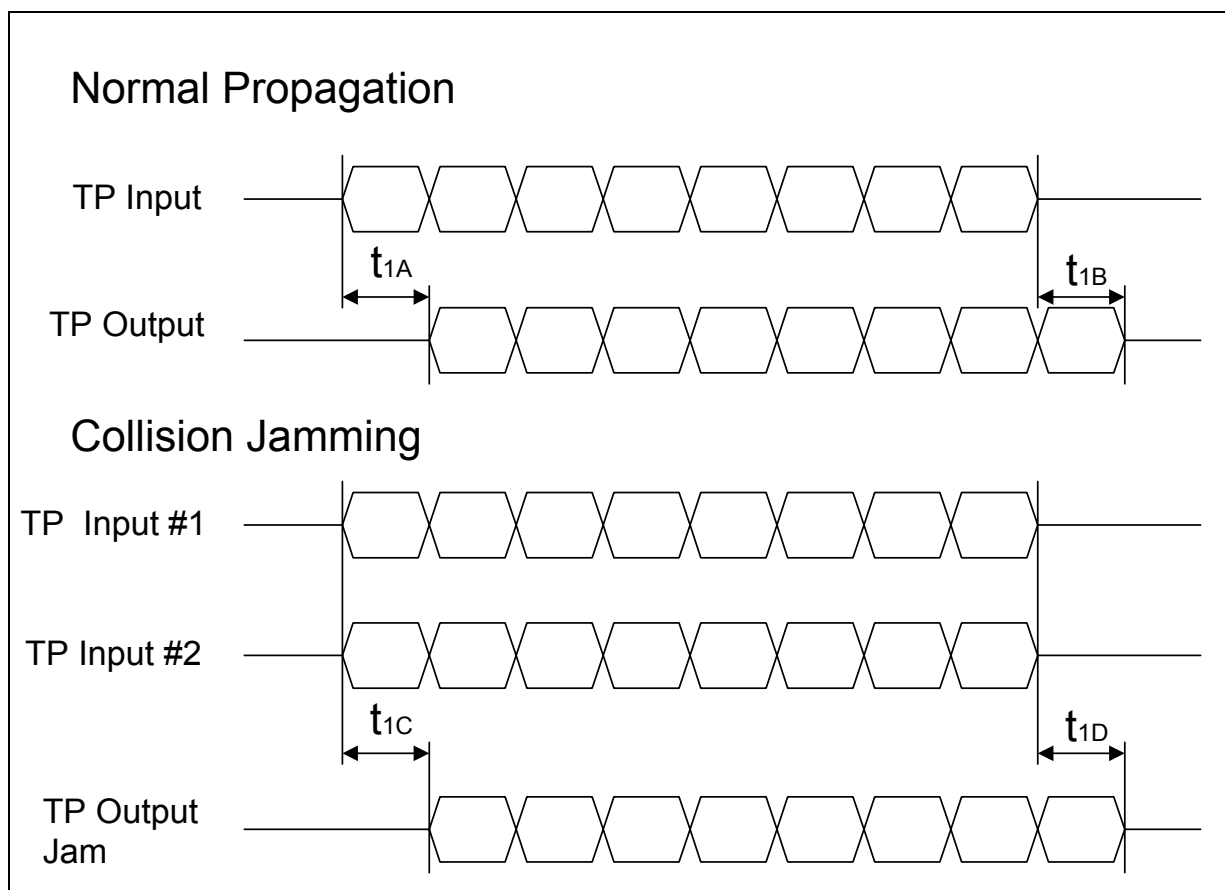 Normal Propagation
TP Input
t1A
t1B
TP Output
Collision Jamming
TP Input #1
TP Input #2
t1C
t1D
TP Output
Jam